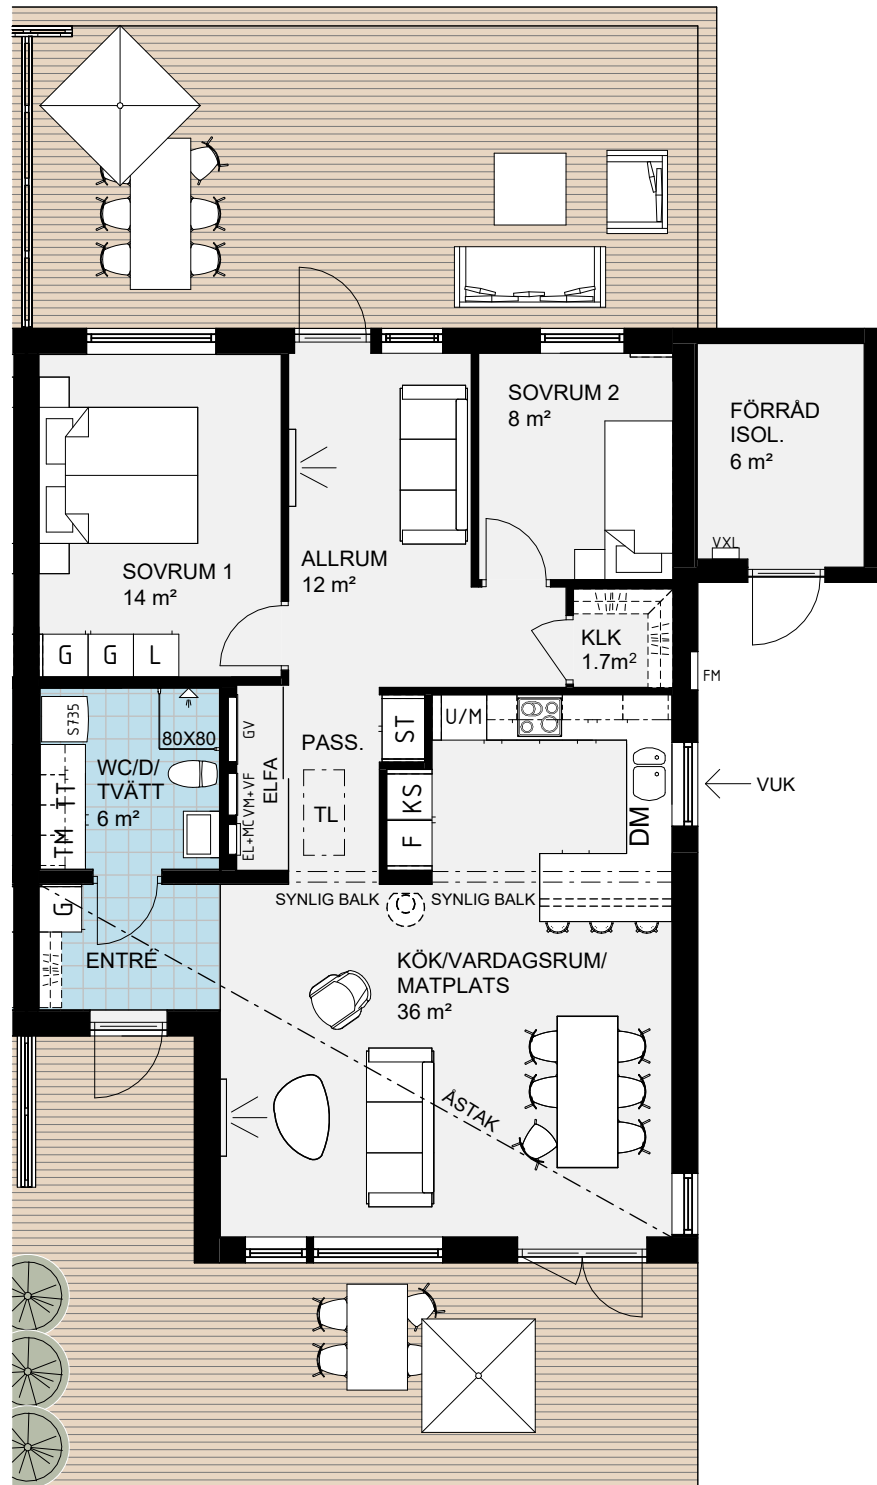 SOVRUM 2
8 m²
FÖRRÅD
ISOL.
6 m²
VXL
ALLRUM
12 m²
SOVRUM 1
14 m²
G G L
KLK
1.7m²
FM
S735
80X80
GV
ELFA
PASS.
ST
U/M
WC/D/
TVÄTT
6 m²
TT
TM
EL+MC
VM+VF
TL
KS
F
DM
VUK
SYNLIG BALK
SYNLIG BALK
G
ENTRÉ
KÖK/VARDAGSRUM/
MATPLATS
36 m²
ÅSTAK